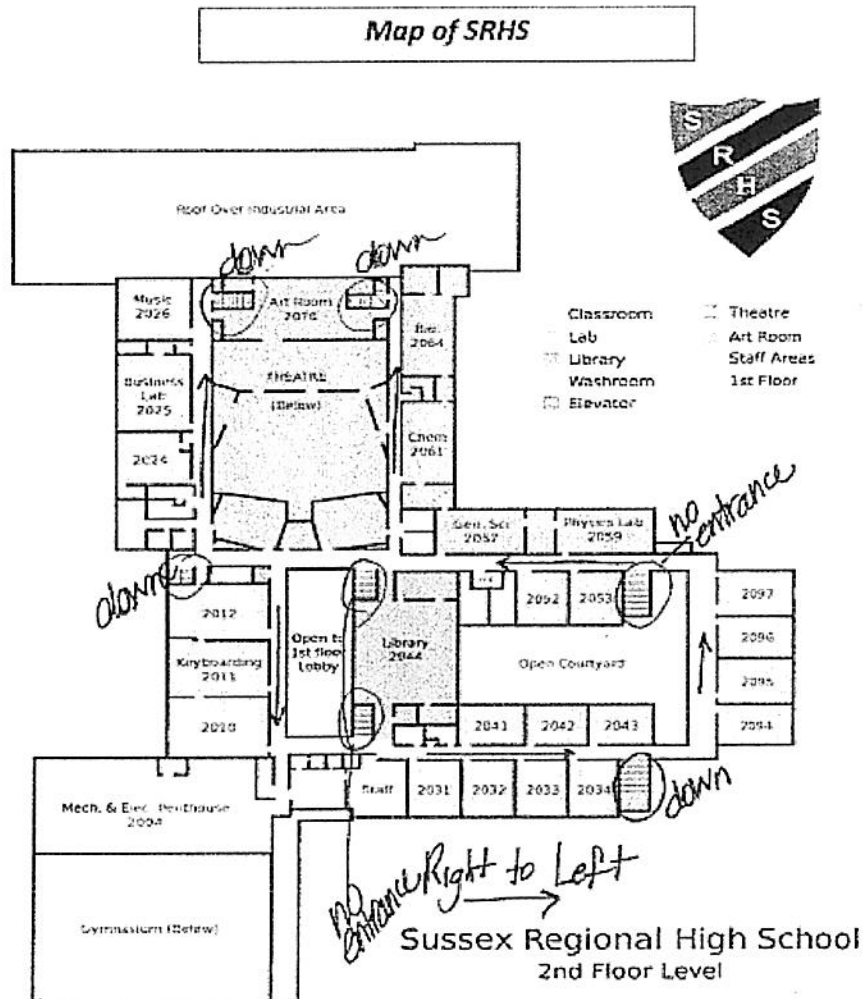 Map of SRHS
S
R
H
S
Roof Over Industrial Area
down
down
Music
2026
Art Room
2076
Bio.
2064
Classroom
Lab
Library
Washroom
Elevator
Theatre
Art Room
Staff Areas
1st Floor
Business
Lab
2025
THEATRE
(Below)
2024
Chem
2061
Gen. Sci
2057
Physics Lab
2059
no
entrance
down
2012
Keyboarding
2011
2010
Open to
1st floor
Lobby
Library
2044
2052
2053
Open Courtyard
2041
2042
2043
2097
2096
2095
2094
Mech. & Elec. Penthouse
2004
Staff
2031
2032
2033
2034
down
Gymnasium (Below)
no
entrance
Right to Left
Sussex Regional High School
2nd Floor Level